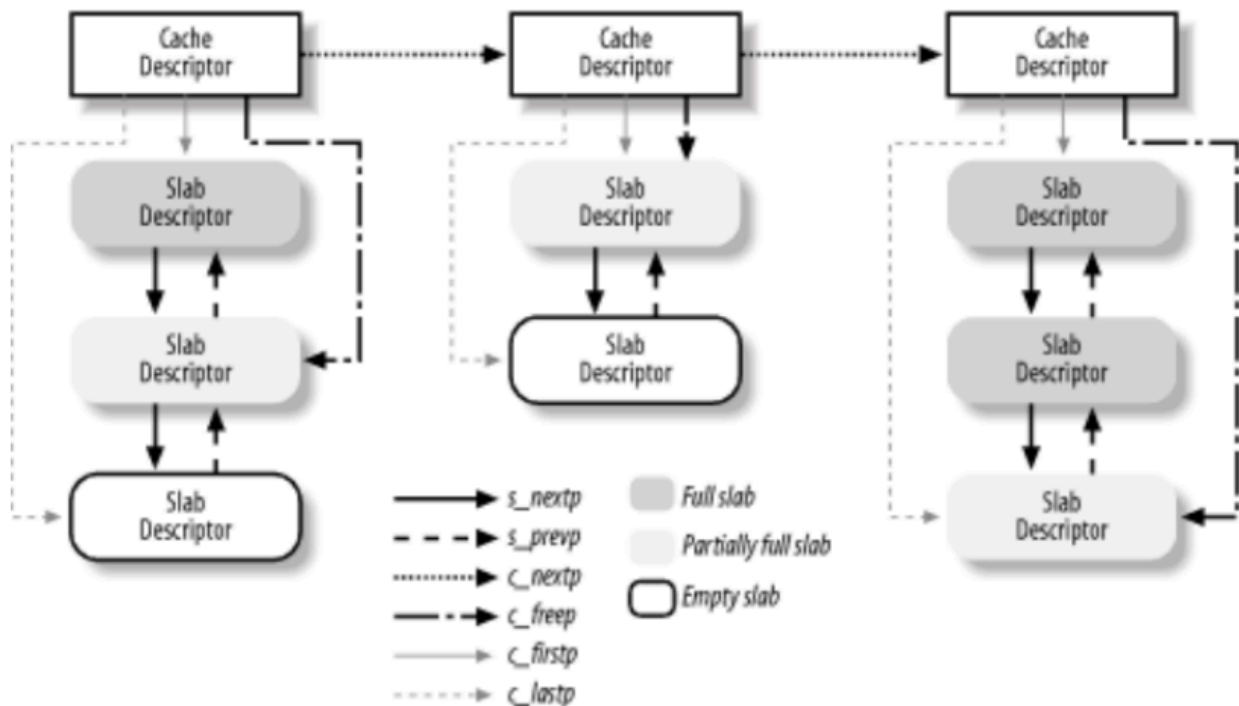 Cache
Descriptor
Cache
Descriptor
Cache
Descriptor
Slab
Descriptor
Slab
Descriptor
Slab
Descriptor
Slab
Descriptor
Slab
Descriptor
Slab
Descriptor
Slab
Descriptor
Slab
Descriptor
s_nextp
s_prevp
c_nextp
c_freep
c_firstp
c_lastp
Full slab
Partially full slab
Empty slab